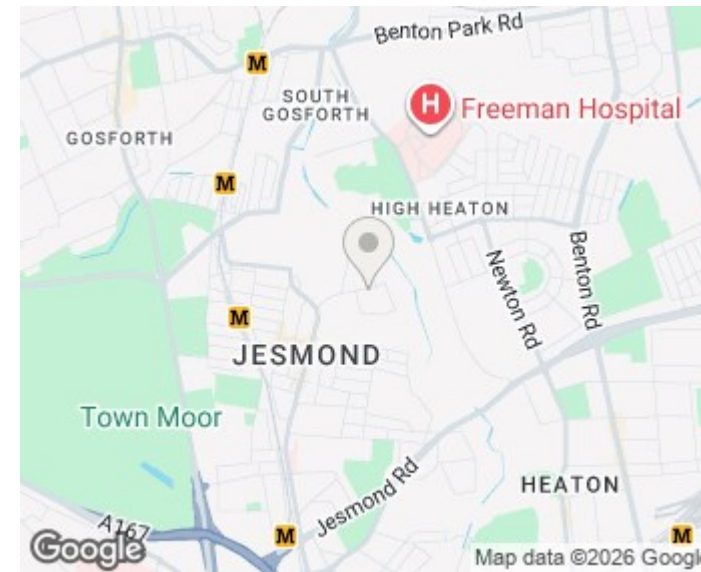 Benton Park Rd
M
SOUTH
GOSFORTH
H
Freeman Hospital
GOSFORTH
M
HIGH HEATON
Newton Rd
Benton Rd
M
JESMOND
Town Moor
Jesmond Rd
HEATON
A167
M
M
Google
Map data ©2026 Googl